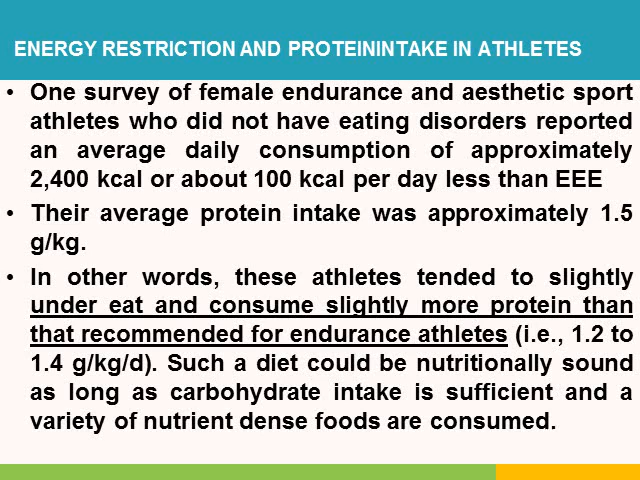 ENERGY RESTRICTION AND PROTEININTAKE IN ATHLETES
• One survey of female endurance and aesthetic sport
athletes who did not have eating disorders reported
an average daily consumption of approximately
2,400 kcal or about 100 kcal per day less than EEE
• Their average protein intake was approximately 1.5
g/kg.
• In other words, these athletes tended to slightly
under eat and consume slightly more protein than
that recommended for endurance athletes (i.e., 1.2 to
1.4 g/kg/d). Such a diet could be nutritionally sound
as long as carbohydrate intake is sufficient and a
variety of nutrient dense foods are consumed.